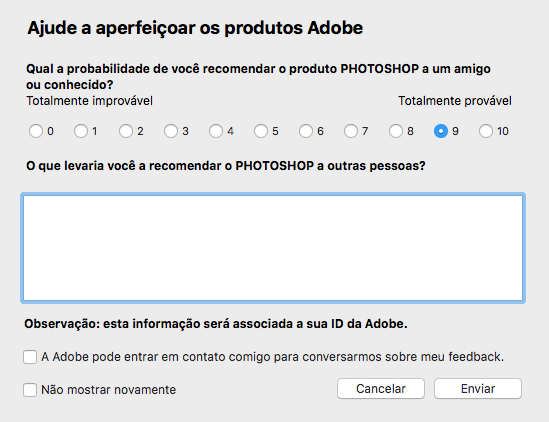 Ajude a aperfeiçoar os produtos Adobe
Qual a probabilidade de você recomendar o produto PHOTOSHOP a um amigo
ou conhecido?
Totalmente improvável Totalmente provável
0 1 2 3 4 5 6 7 8 9 10
O que levaria você a recomendar o PHOTOSHOP a outras pessoas?
Observação: esta informação será associada a sua ID da Adobe.
A Adobe pode entrar em contato comigo para conversarmos sobre meu feedback.
Não mostrar novamente Cancelar Enviar